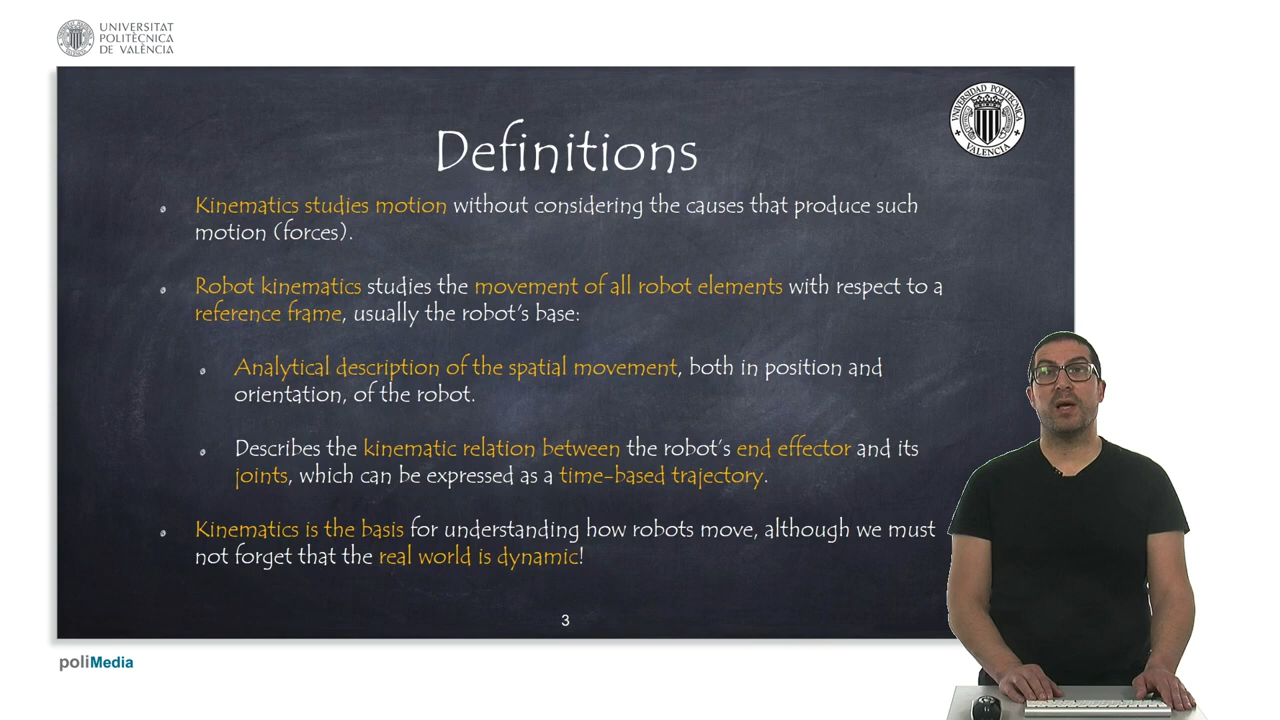 UNIVERSITAT
POLITÈCNICA
DE VALÈNCIA
UNIVERSIDAD POLITECNICA
VALENCIA
Definitions
Kinematics studies motion without considering the causes that produce such
motion (forces).
Robot kinematics studies the movement of all robot elements with respect to a
reference frame, usually the robot's base:
Analytical description of the spatial movement, both in position and
orientation, of the robot.
Describes the kinematic relation between the robot's end effector and its
joints, which can be expressed as a time-based trajectory.
Kinematics is the basis for understanding how robots move, although we must
not forget that the real world is dynamic!
3
poliMedia